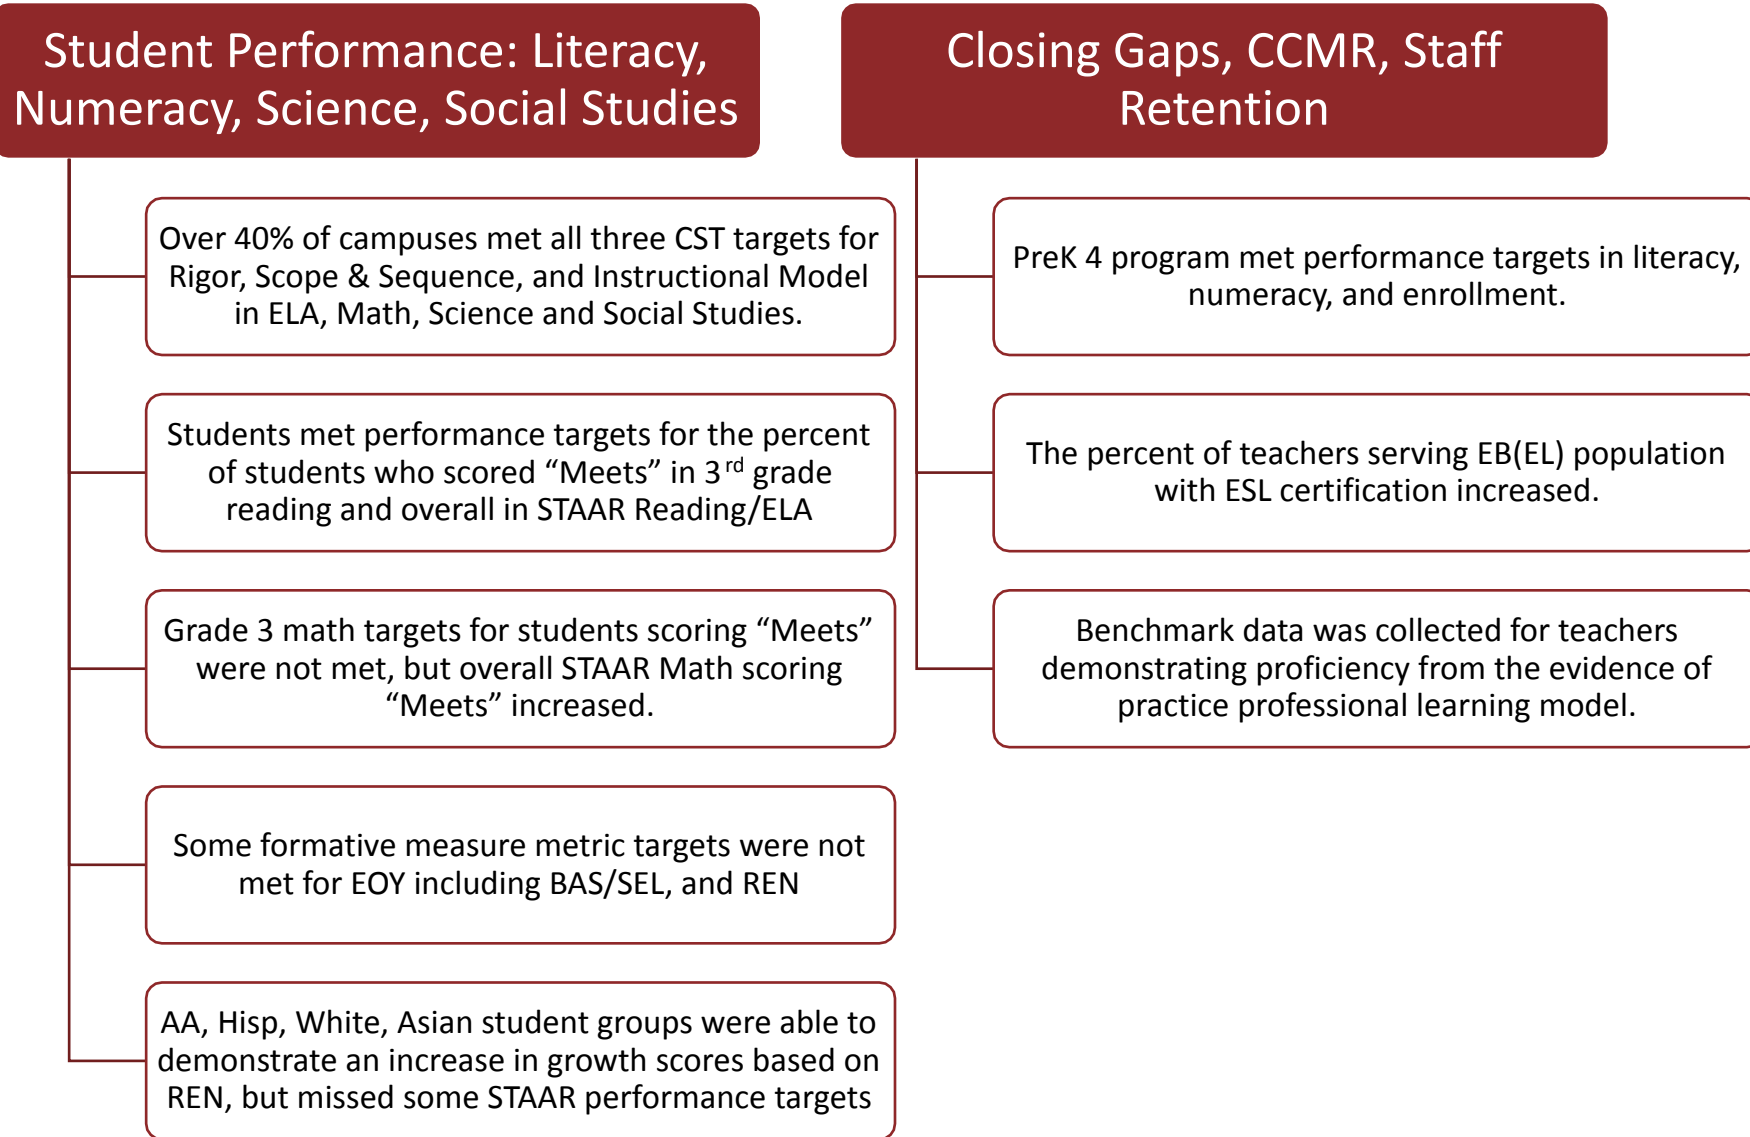 Student Performance: Literacy,
Numeracy, Science, Social Studies
Over 40% of campuses met all three CST targets for
Rigor, Scope & Sequence, and Instructional Model
in ELA, Math, Science and Social Studies.
Students met performance targets for the percent
of students who scored “Meets” in 3rd grade
reading and overall in STAAR Reading/ELA
Grade 3 math targets for students scoring “Meets”
were not met, but overall STAAR Math scoring
“Meets” increased.
Some formative measure metric targets were not
met for EOY including BAS/SEL, and REN
AA, Hisp, White, Asian student groups were able to
demonstrate an increase in growth scores based on
REN, but missed some STAAR performance targets
Closing Gaps, CCMR, Staff
Retention
PreK 4 program met performance targets in literacy,
numeracy, and enrollment.
The percent of teachers serving EB(EL) population
with ESL certification increased.
Benchmark data was collected for teachers
demonstrating proficiency from the evidence of
practice professional learning model.